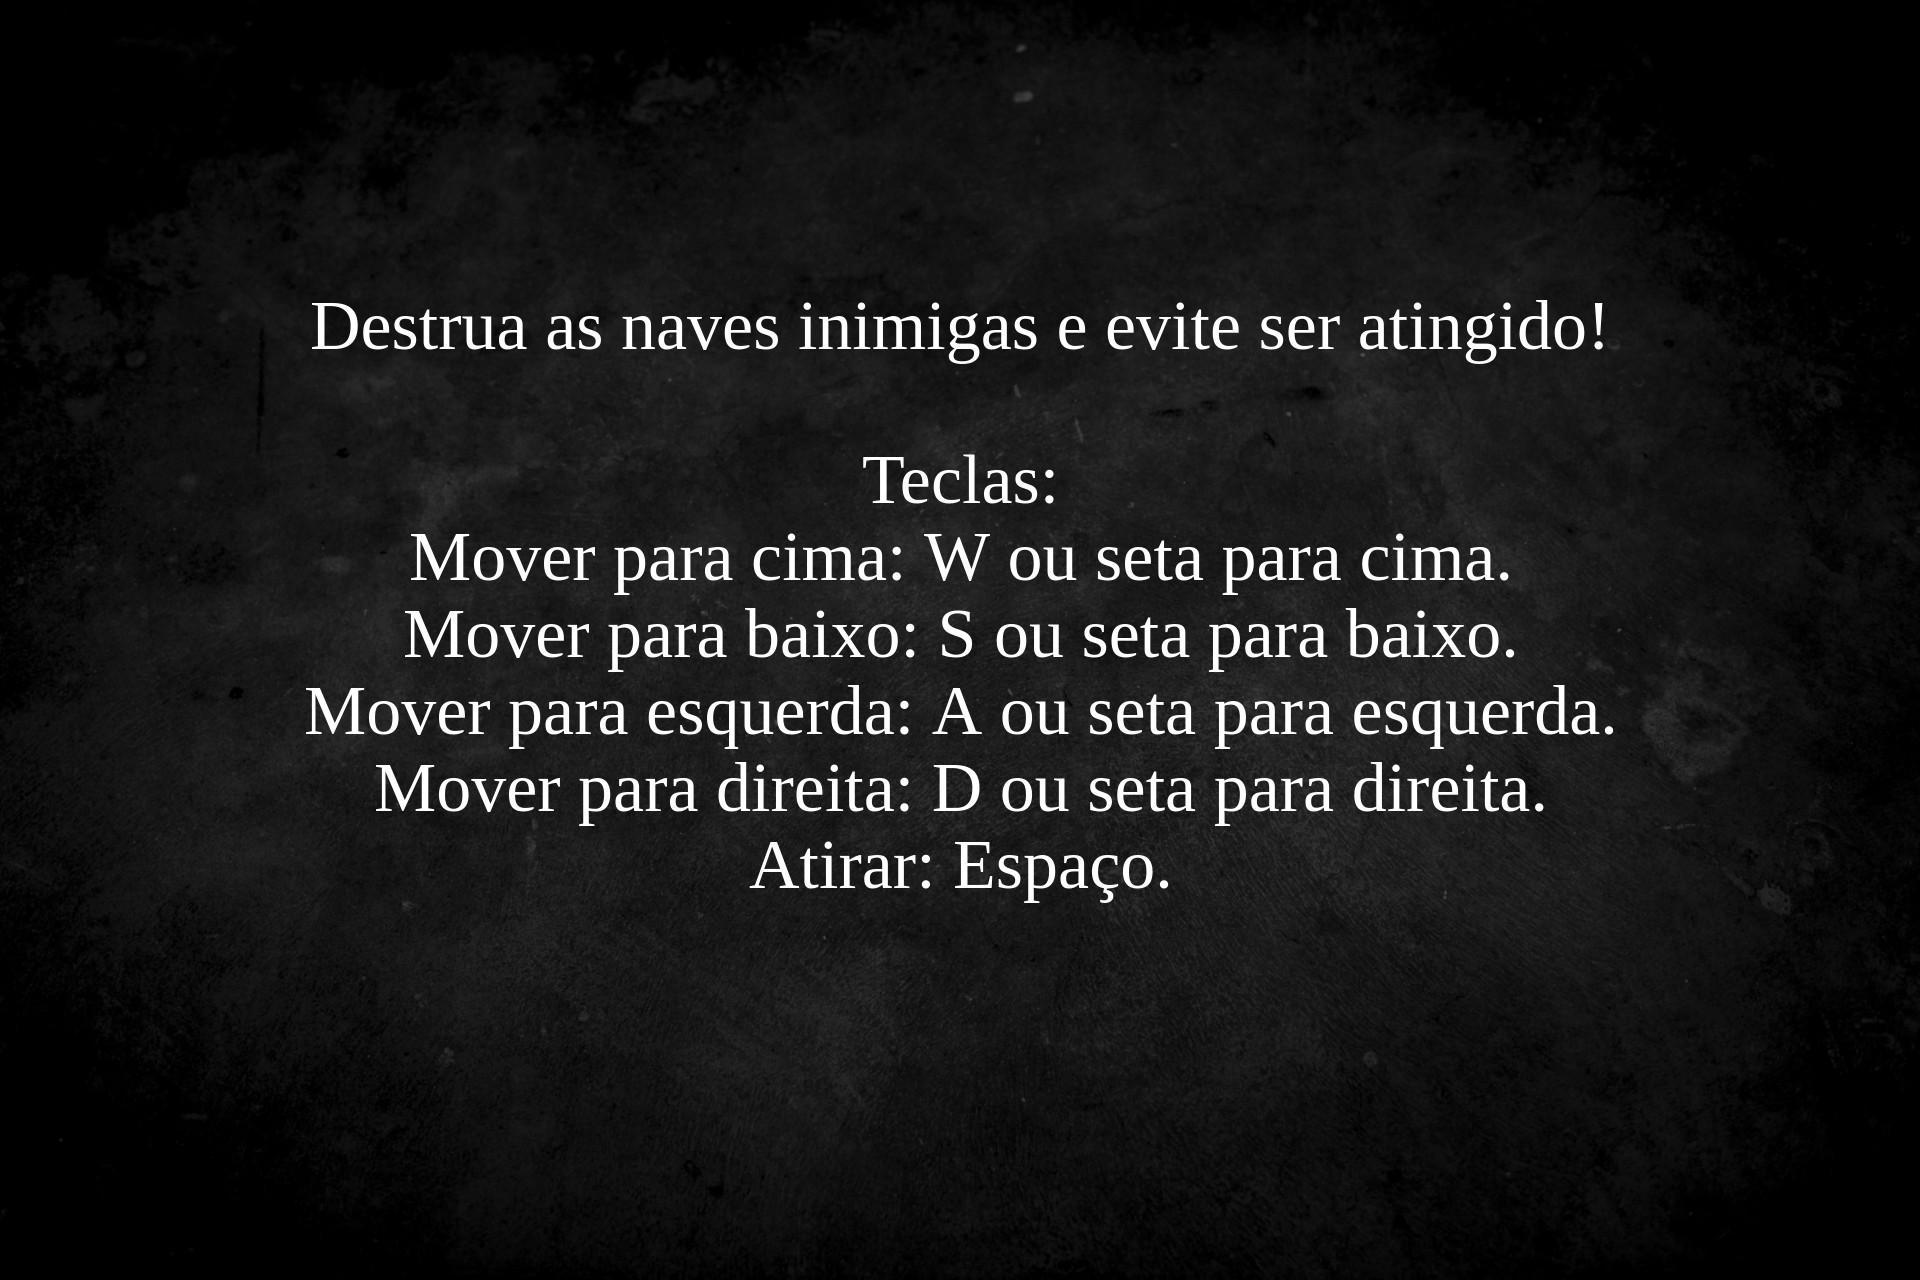 Destrua as naves inimigas e evite ser atingido!
Teclas:
Mover para cima: W ou seta para cima.
Mover para baixo: S ou seta para baixo.
Mover para esquerda: A ou seta para esquerda.
Mover para direita: D ou seta para direita.
Atirar: Espaço.